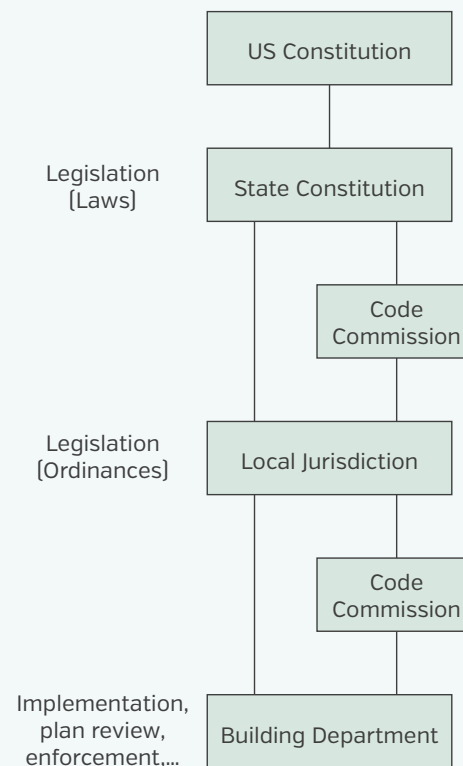 US Constitution
Legislation
(Laws)
State Constitution
Code
Commission
Legislation
(Ordinances)
Local Jurisdiction
Code
Commission
Implementation,
plan review,
enforcement,...
Building Department